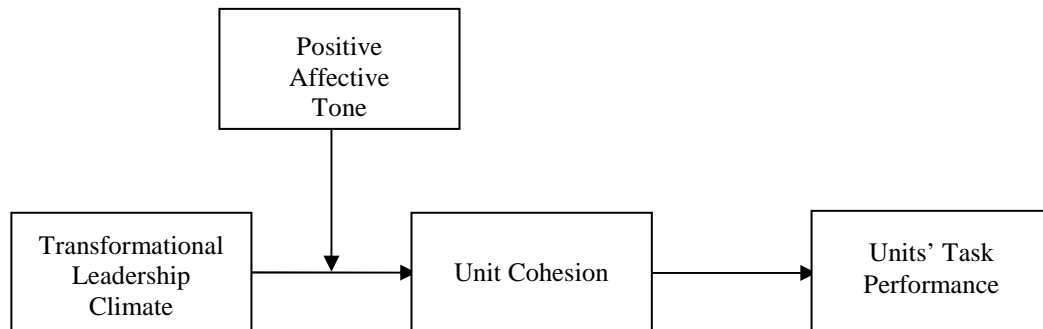 Positive
Affective
Tone
Transformational
Leadership
Climate
Unit Cohesion
Units' Task
Performance